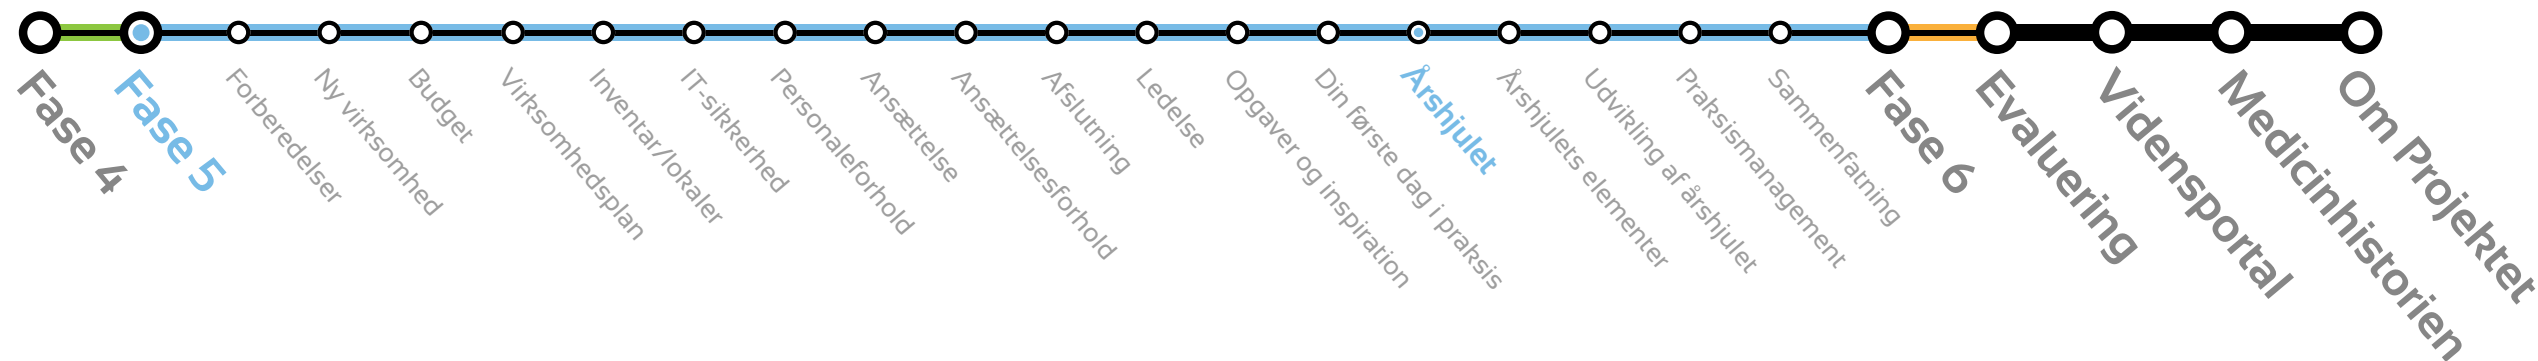 Fase 4
Fase 5
Forberedelser
Ny virksomhed
Budget
Virksomhedsplan
Inventar/lokaler
IT-sikkerhed
Personaleforhold
Ansættelse
Ansættelsesforhold
Afslutning
Ledelse
Opgaver og inspiration
Din første dag i praksis
Årshjulet
Årshjulets elementer
Udvikling af årshjulet
Praksismanagement
Sammenfatning
Fase 6
Evaluering
Vidensportal
Medicinhistorien
Om Projektet